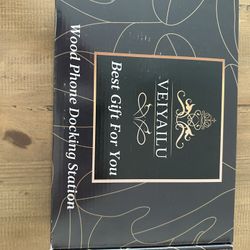 VEIYAILU
Best Gift For You
Wood Phone Docking Station